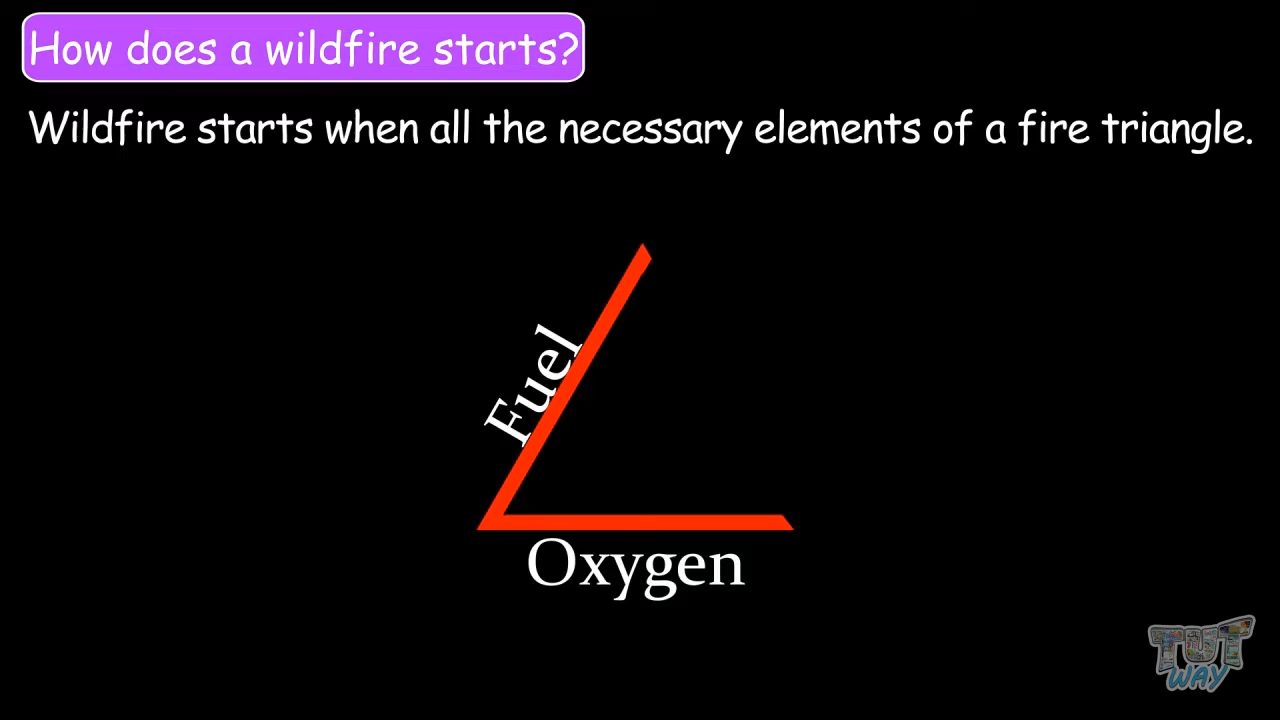 How does a wildfire starts?
Wildfire starts when all the necessary elements of a fire triangle.
Fuel
Oxygen
TUT
WAY